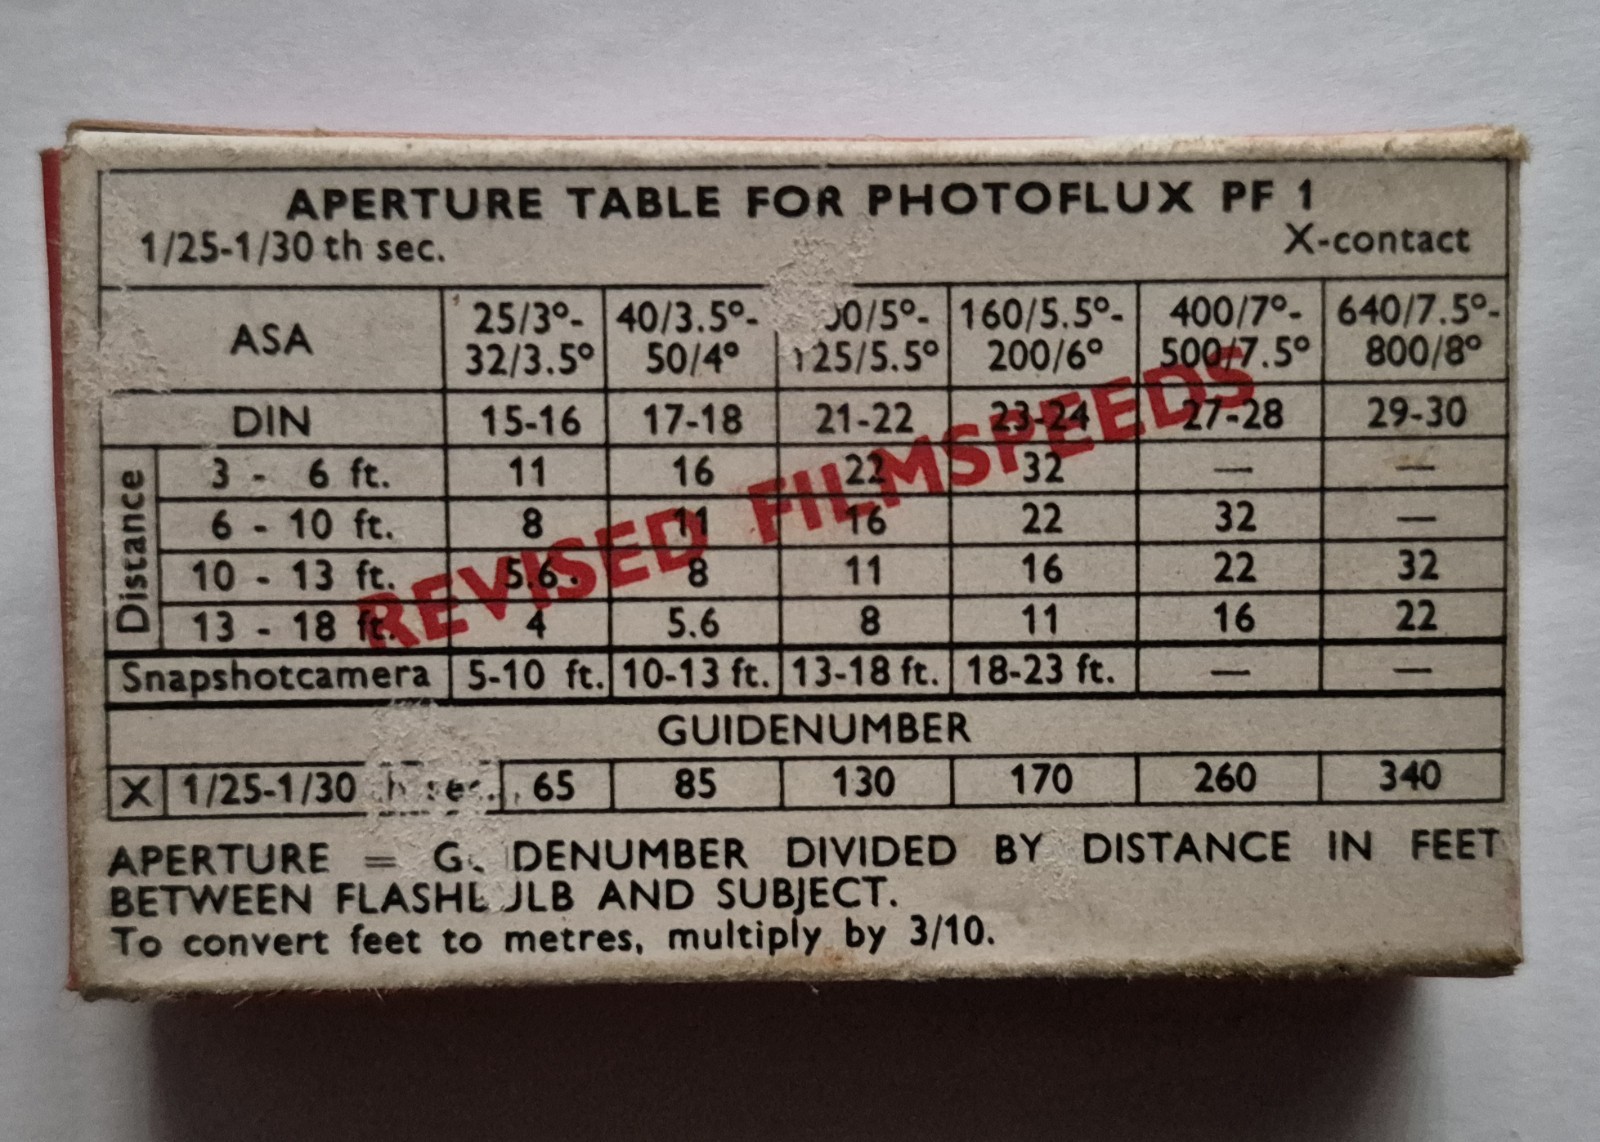 APERTURE TABLE FOR PHOTOFLUX PF 1
1/25-1/30 th sec. X-contact
ASA 25/3°-32/3.5° 40/3.5°-50/4° 125/5.5° 160/5.5°-200/6° 400/7°-500/7.5° 640/7.5°-800/8°
DIN 15-16 17-18 21-22 23-24 27-28 29-30
Distance
3 - 6 ft. 11 16 22 32 — —
6 - 10 ft. 8 11 16 22 32 —
10 - 13 ft. 5.6 8 11 16 22 32
13 - 18 ft. 4 5.6 8 11 16 22
REVISED FILMSPEEDS
Snapshotcamera 5-10 ft. 10-13 ft. 13-18 ft. 18-23 ft. — —
GUIDENUMBER
X 1/25-1/30 sec. 65 85 130 170 260 340
APERTURE = GUIDENUMBER DIVIDED BY DISTANCE IN FEET
BETWEEN FLASHBULB AND SUBJECT.
To convert feet to metres, multiply by 3/10.